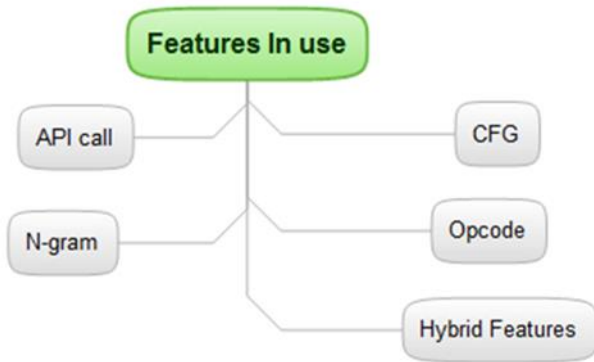 Features In use
API call
CFG
N-gram
Opcode
Hybrid Features